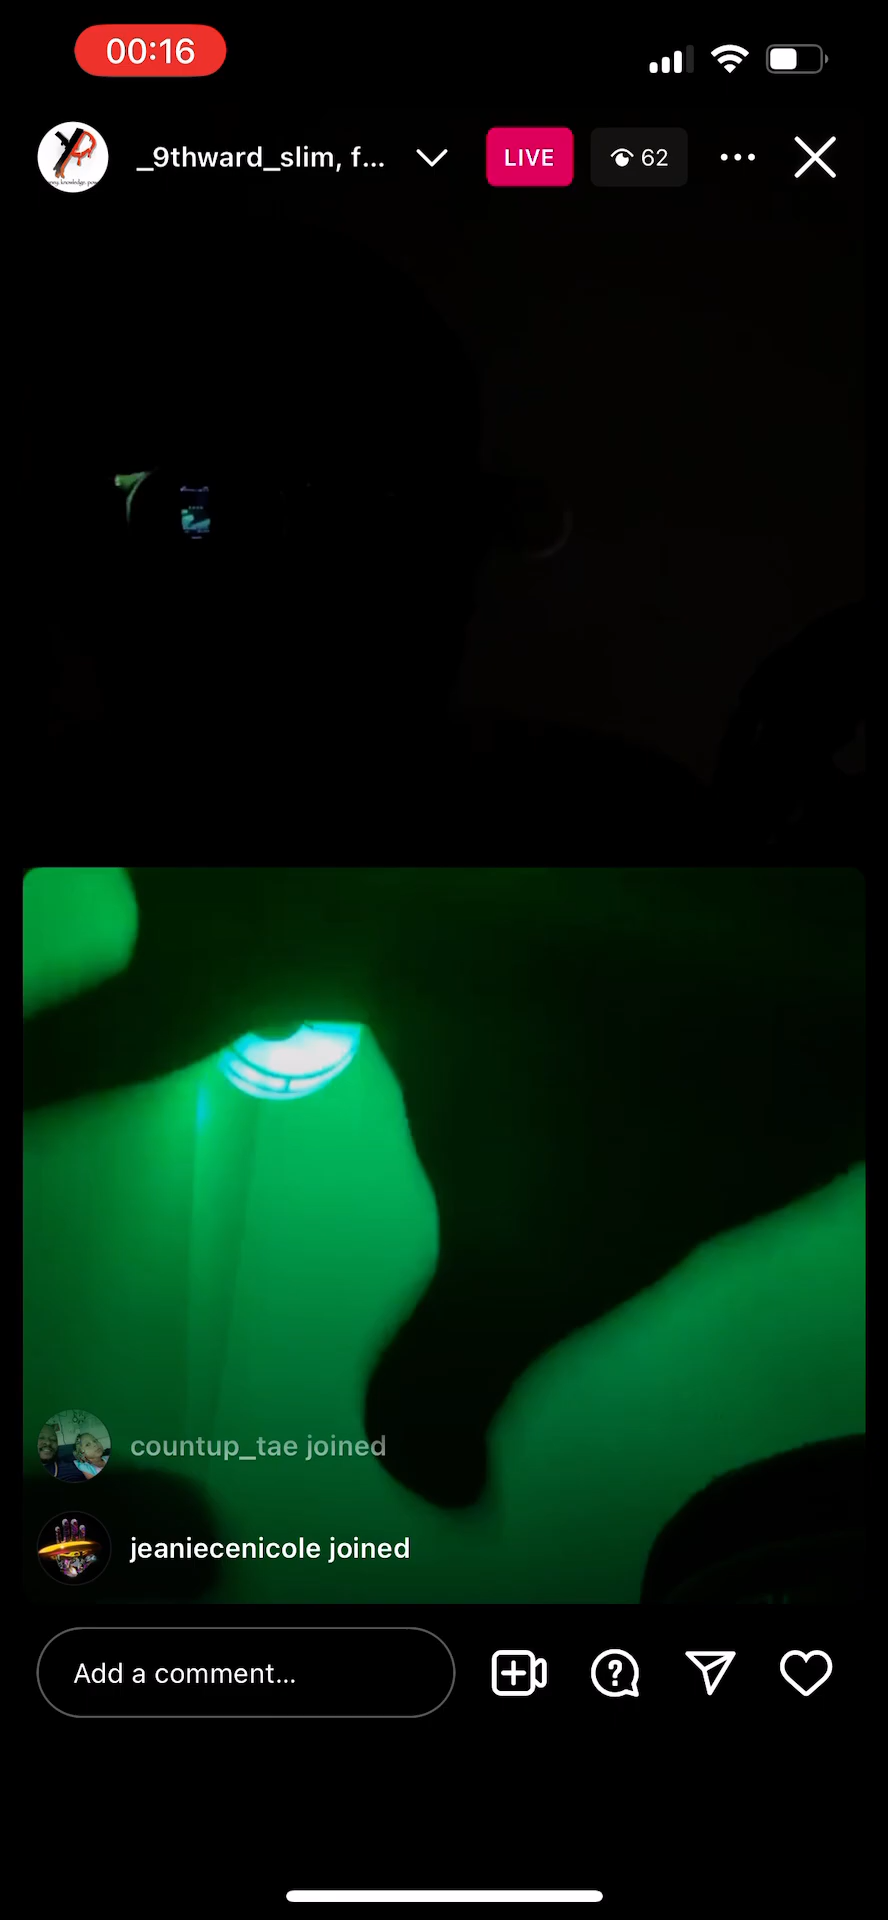 00:16
_9thward_slim, f...
LIVE
62
countup_tae joined
jeaniecenicole joined
Add a comment...